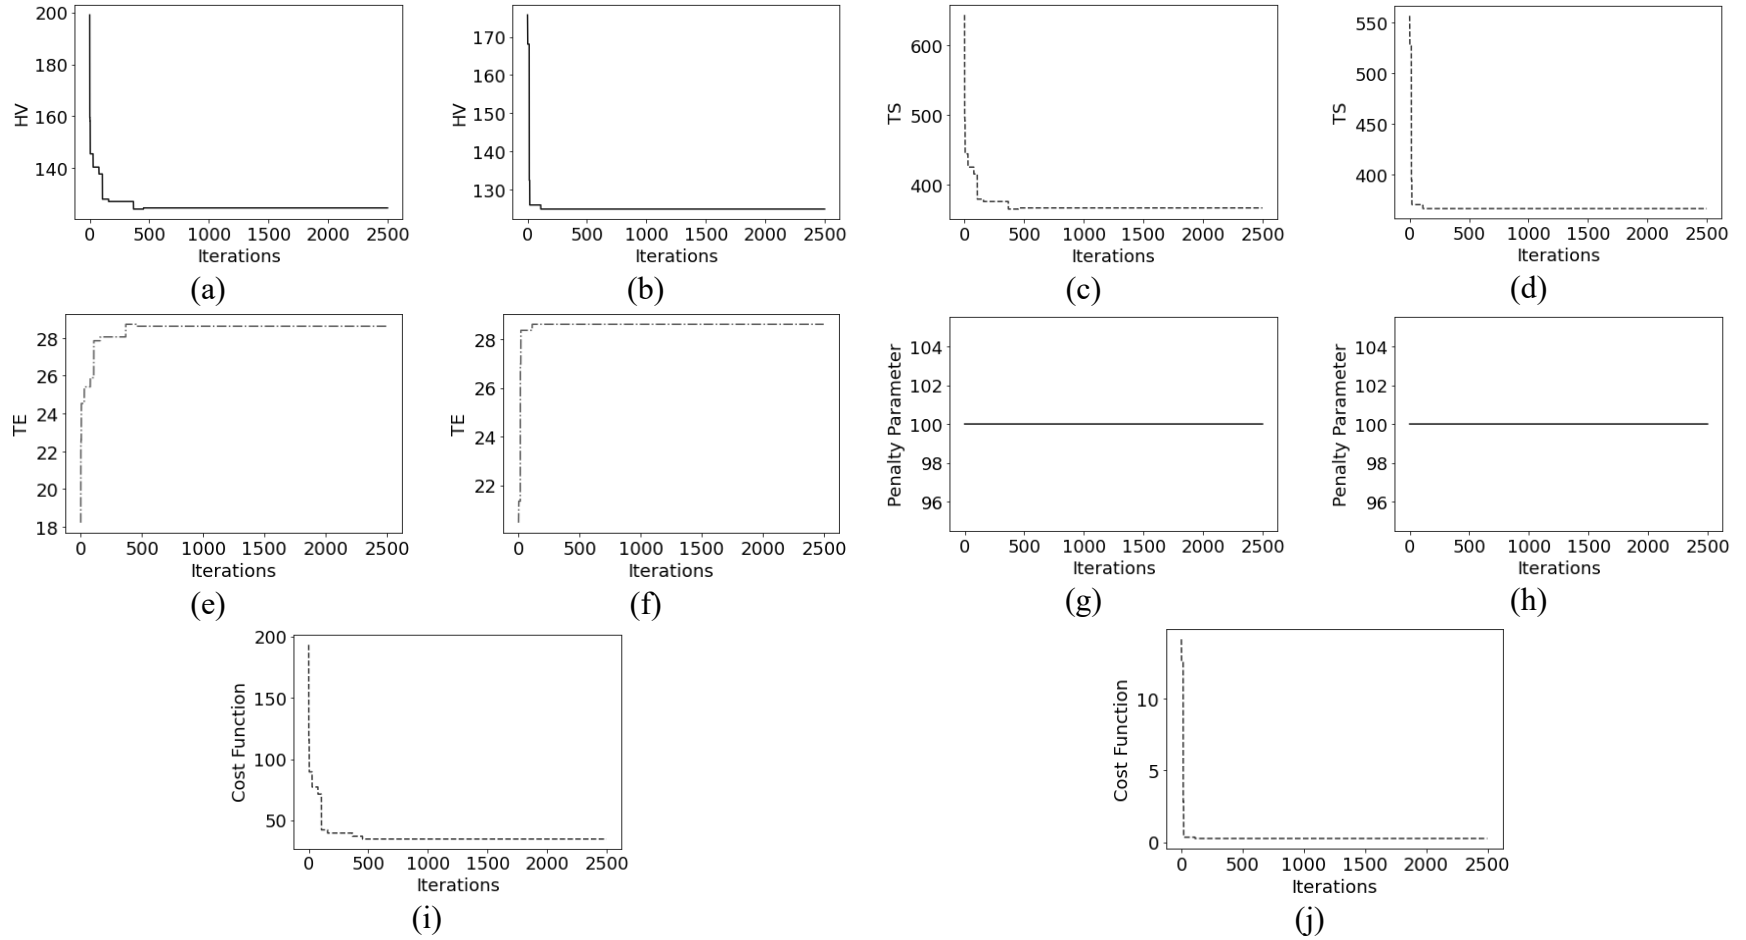 200
180
160
140
HV
0 500 1000 1500 2000 2500
Iterations
(a)
170
160
150
140
130
HV
0 500 1000 1500 2000 2500
Iterations
(b)
600
500
400
TS
0 500 1000 1500 2000 2500
Iterations
(c)
550
500
450
400
TS
0 500 1000 1500 2000 2500
Iterations
(d)
28
26
24
22
20
18
TE
0 500 1000 1500 2000 2500
Iterations
(e)
28
26
24
22
TE
0 500 1000 1500 2000 2500
Iterations
(f)
104
102
100
98
96
Penalty Parameter
0 500 1000 1500 2000 2500
Iterations
(g)
104
102
100
98
96
Penalty Parameter
0 500 1000 1500 2000 2500
Iterations
(h)
200
150
100
50
Cost Function
0 500 1000 1500 2000 2500
Iterations
(i)
10
5
0
Cost Function
0 500 1000 1500 2000 2500
Iterations
(j)